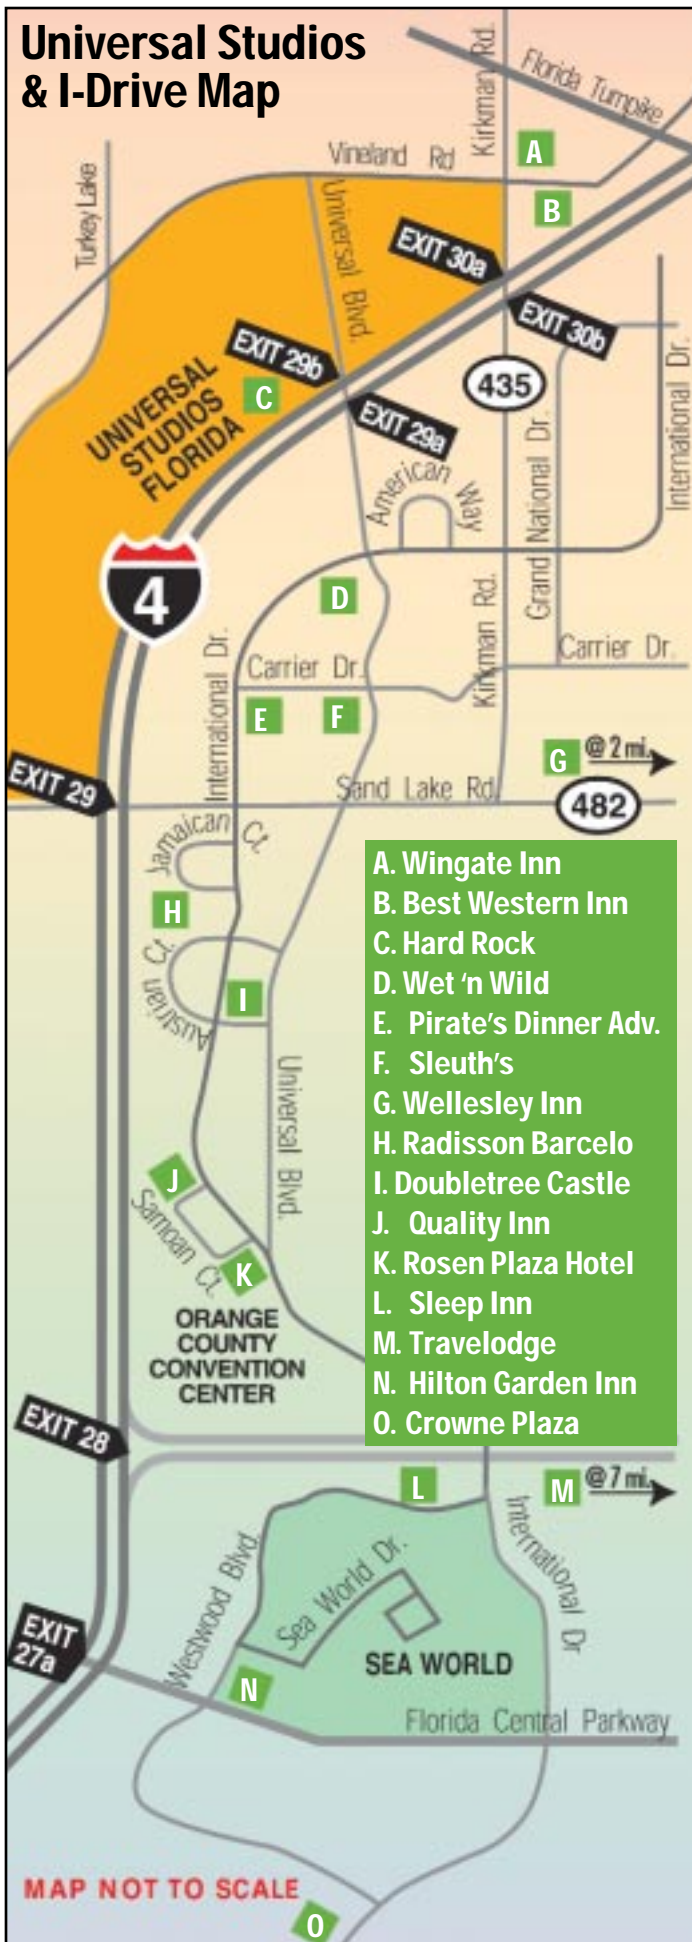 Universal Studios
& I-Drive Map
Kirkman Rd.
Florida Turnpike
Vineland Rd
A
Turkey Lake
Universal Blvd.
B
EXIT 30a
EXIT 30b
EXIT 29b
435
UNIVERSAL
STUDIOS
FLORIDA
C
EXIT 29a
International Dr.
American Way
Grand National Dr.
4
D
Kirkman Rd.
International Dr.
Carrier Dr.
Carrier Dr.
E
F
G
@ 2 mi.
EXIT 29
Sand Lake Rd.
482
Jamaican Ct.
H
Austrian Ct.
I
Universal Blvd.
J
Samoan Ct.
K
ORANGE
COUNTY
CONVENTION
CENTER
A. Wingate Inn
B. Best Western Inn
C. Hard Rock
D. Wet ‘n Wild
E. Pirate’s Dinner Adv.
F. Sleuth’s
G. Wellesley Inn
H. Radisson Barcelo
I. Doubletree Castle
J. Quality Inn
K. Rosen Plaza Hotel
L. Sleep Inn
M. Travelodge
N. Hilton Garden Inn
O. Crowne Plaza
EXIT 28
L
M
@ 7 mi.
International Dr
Westwood Blvd.
Sea World Dr.
EXIT
27a
SEA WORLD
N
Florida Central Parkway
MAP NOT TO SCALE
O